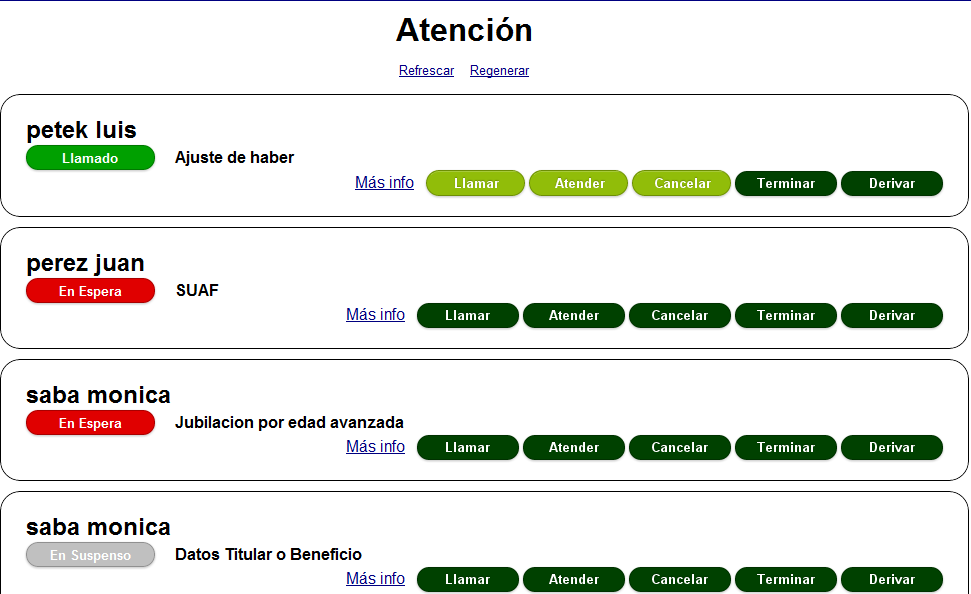 Atención
Refrescar Regenerar
petek luis
Llamado Ajuste de haber
Más info Llamar Atender Cancelar Terminar Derivar
perez juan
En Espera SUAF
Más info Llamar Atender Cancelar Terminar Derivar
saba monica
En Espera Jubilacion por edad avanzada
Más info Llamar Atender Cancelar Terminar Derivar
saba monica
En Suspenso Datos Titular o Beneficio
Más info Llamar Atender Cancelar Terminar Derivar